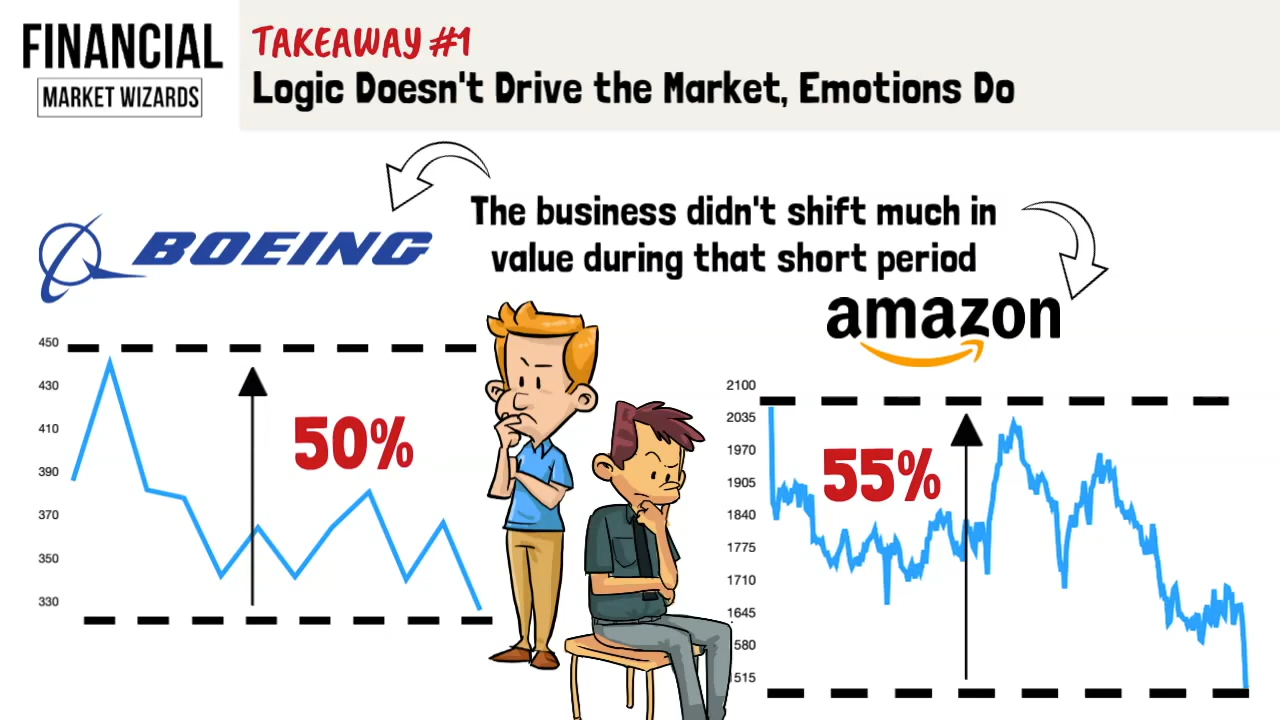 FINANCIAL
MARKET WIZARDS
TAKEAWAY #1
Logic Doesn't Drive the Market, Emotions Do
The business didn't shift much in
value during that short period
BOEING
amazon
450
430
410
390
370
350
330
50%
2100
2035
1970
1905
1840
1775
1710
1645
580
515
55%